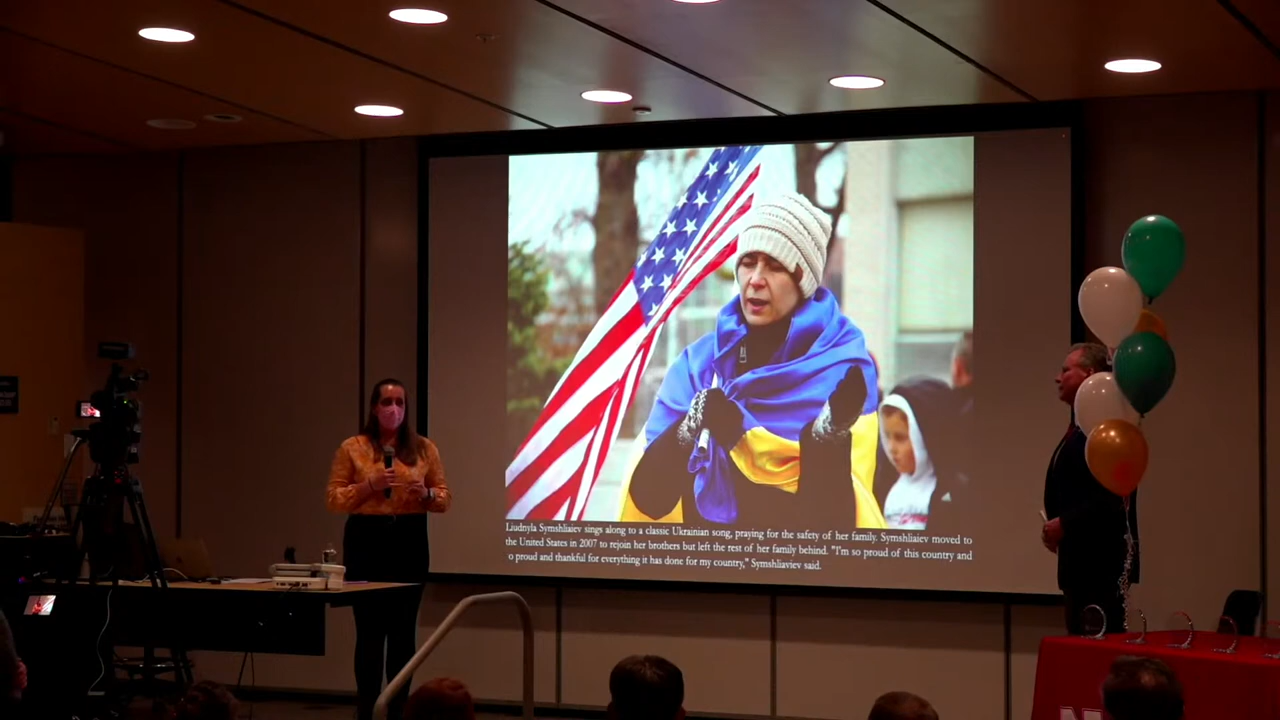 Liudnyla Symshliaiev sings along to a classic Ukrainian song, praying for the safety of her family. Symshliaiev moved to
the United States in 2007 to rejoin her brothers but left the rest of her family behind. "I'm so proud of this country and
o proud and thankful for everything it has done for my country," Symshliaviev said.